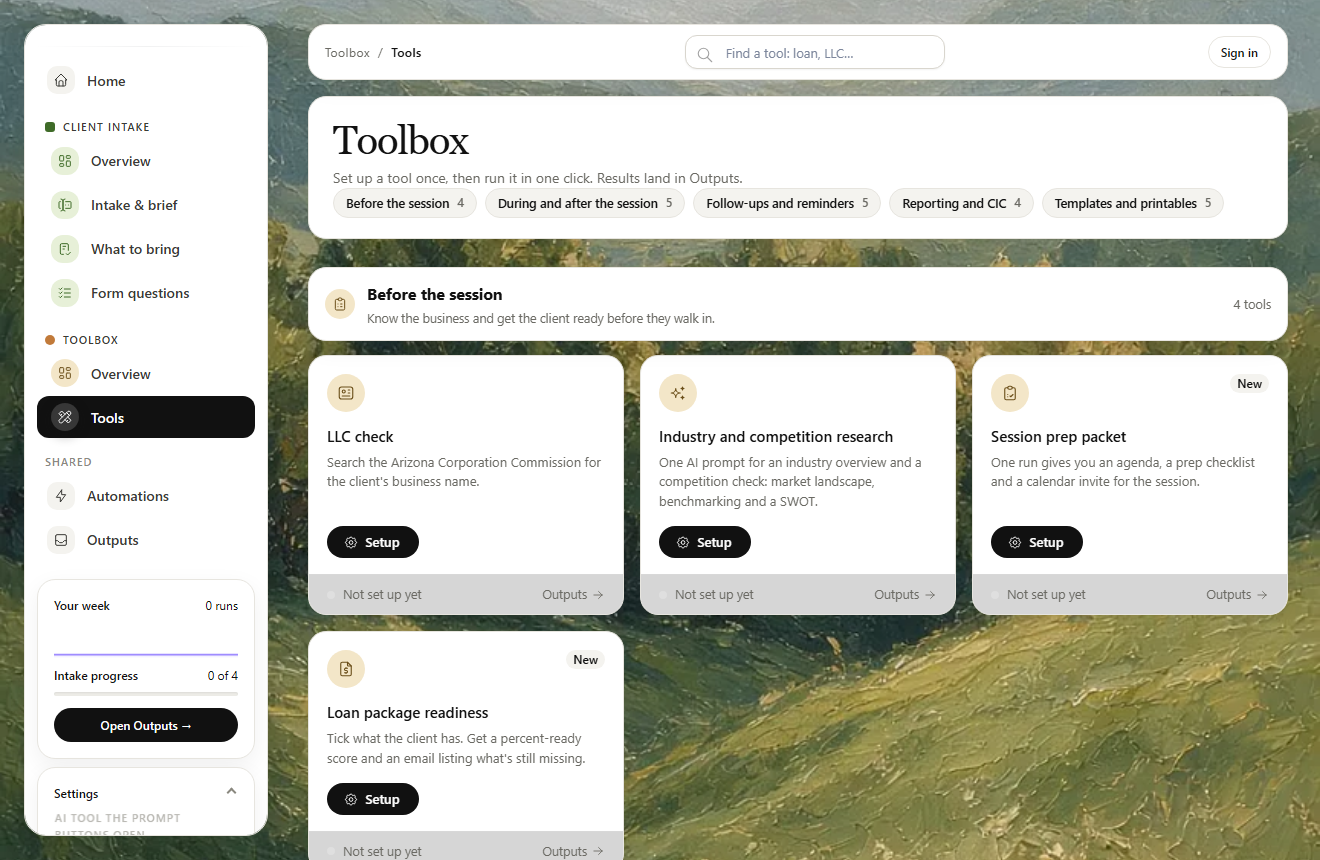 Home
CLIENT INTAKE
Overview
Intake & brief
What to bring
Form questions
TOOLBOX
Overview
Tools
SHARED
Automations
Outputs
Your week 0 runs
Intake progress 0 of 4
Open Outputs →
Settings
AI TOOL THE PROMPT
BUTTONS OPEN
Toolbox / Tools
Find a tool: loan, LLC...
Sign in
Toolbox
Set up a tool once, then run it in one click. Results land in Outputs.
Before the session 4
During and after the session 5
Follow-ups and reminders 5
Reporting and CIC 4
Templates and printables 5
Before the session
Know the business and get the client ready before they walk in.
4 tools
LLC check
Search the Arizona Corporation Commission for
the client's business name.
Setup
Not set up yet Outputs →
Industry and competition research
One AI prompt for an industry overview and a
competition check: market landscape,
benchmarking and a SWOT.
Setup
Not set up yet Outputs →
New
Session prep packet
One run gives you an agenda, a prep checklist
and a calendar invite for the session.
Setup
Not set up yet Outputs →
New
Loan package readiness
Tick what the client has. Get a percent-ready
score and an email listing what's still missing.
Setup
Not set up yet Outputs →